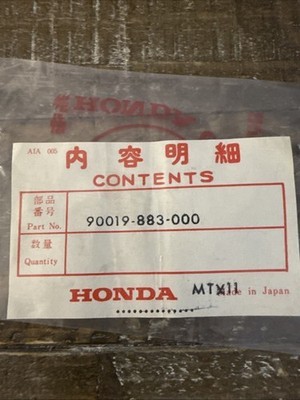 HONDA
AIA 005
内容明細
CONTENTS
部品
番号
Part No.
90019-883-000
数量
Quantity
HONDA
MTX11
Made in Japan